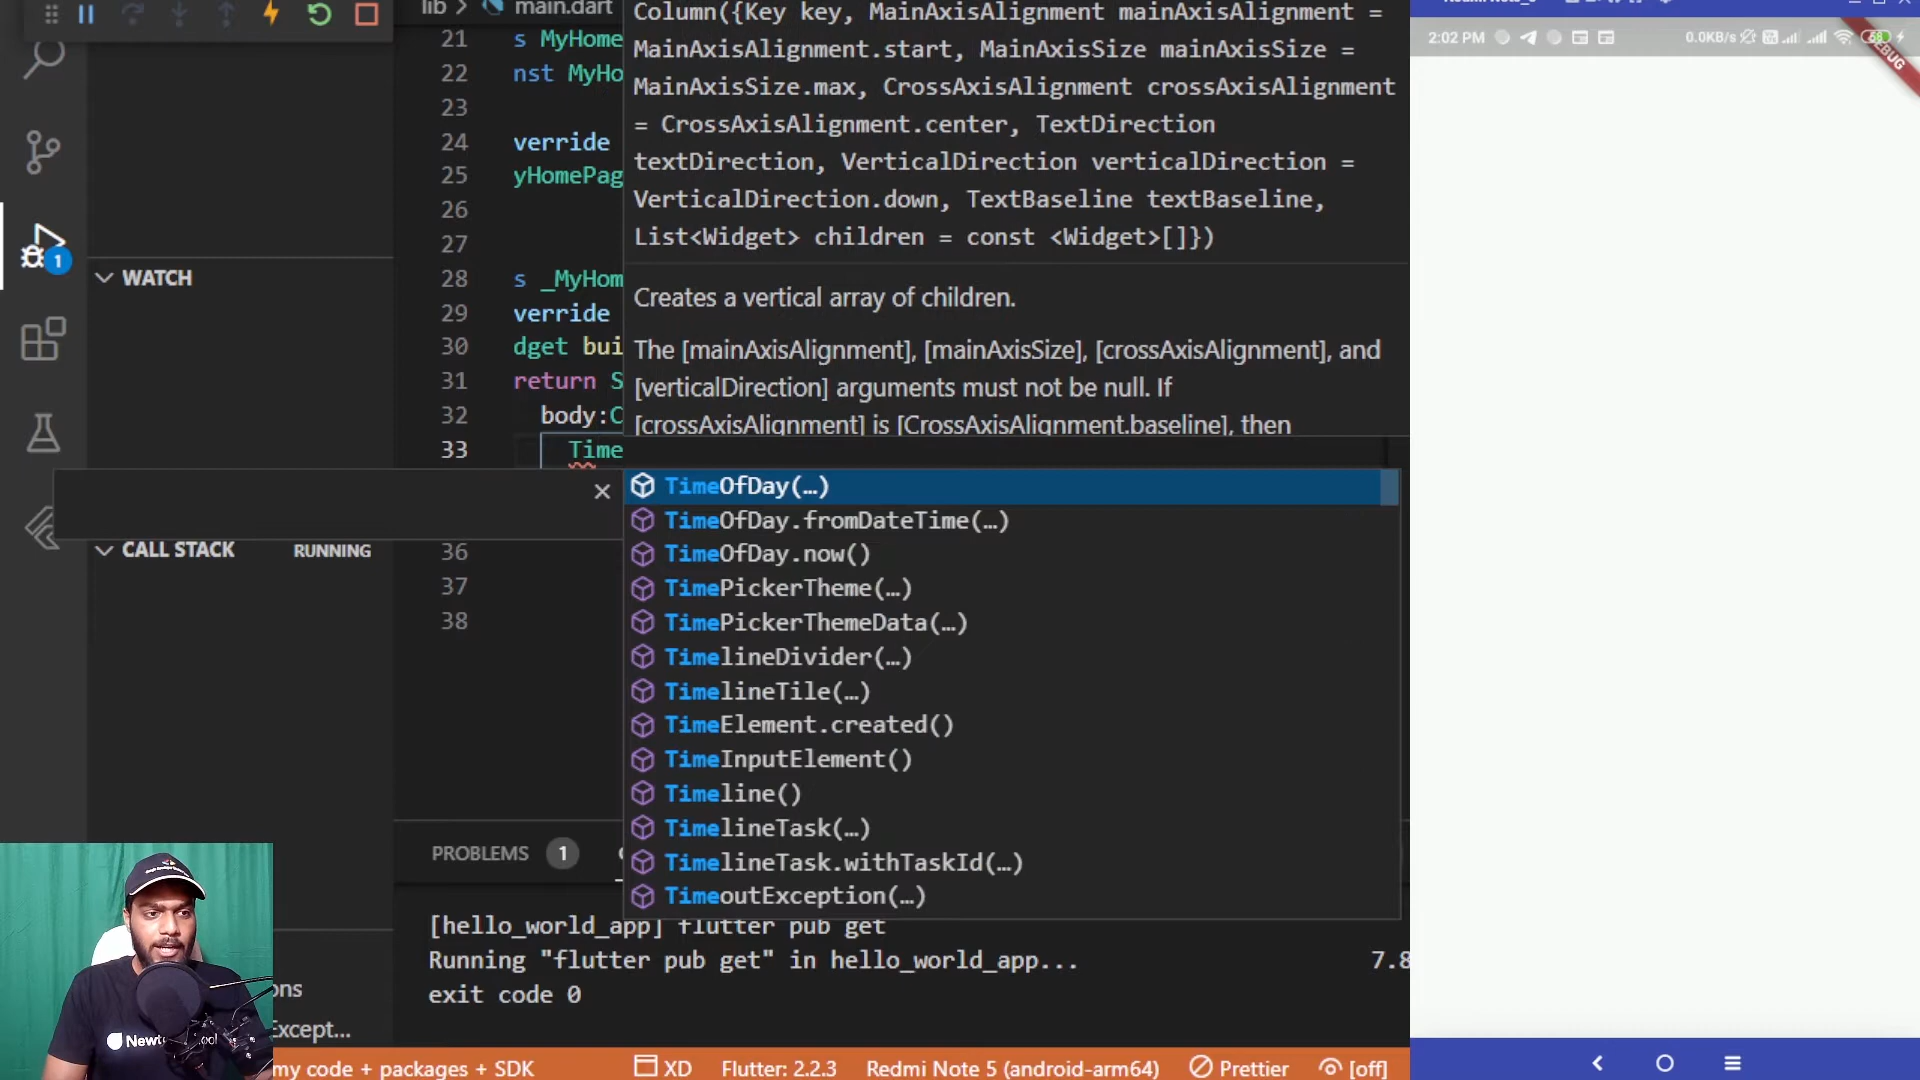 lib > main.dart
21 s MyHome
22 nst MyHo
23
24 verride
25 yHomePag
26
27
28 s _MyHom
29 verride
30 dget bui
31 return S
32 body:C
33 Time
36
37
38
Column({Key key, MainAxisAlignment mainAxisAlignment =
MainAxisAlignment.start, MainAxisSize mainAxisSize =
MainAxisSize.max, CrossAxisAlignment crossAxisAlignment
= CrossAxisAlignment.center, TextDirection
textDirection, VerticalDirection verticalDirection =
VerticalDirection.down, TextBaseline textBaseline,
List<Widget> children = const <Widget>[]})
Creates a vertical array of children.
The [mainAxisAlignment], [mainAxisSize], [crossAxisAlignment], and
[verticalDirection] arguments must not be null. If
[crossAxisAlignment] is [CrossAxisAlignment.baseline], then
TimeOfDay(…)
TimeOfDay.fromDateTime(…)
TimeOfDay.now()
TimePickerTheme(…)
TimePickerThemeData(…)
TimelineDivider(…)
TimelineTile(…)
TimeElement.created()
TimeInputElement()
Timeline()
TimelineTask(…)
TimelineTask.withTaskId(…)
TimeoutException(…)
1
WATCH
CALL STACK RUNNING
PROBLEMS 1
[hello_world_app] flutter pub get
Running "flutter pub get" in hello_world_app... 7.8
exit code 0
ons
Except...
my code + packages + SDK XD Flutter: 2.2.3 Redmi Note 5 (android-arm64) Prettier [off]
2:02 PM 0.0KB/s
DEBUG